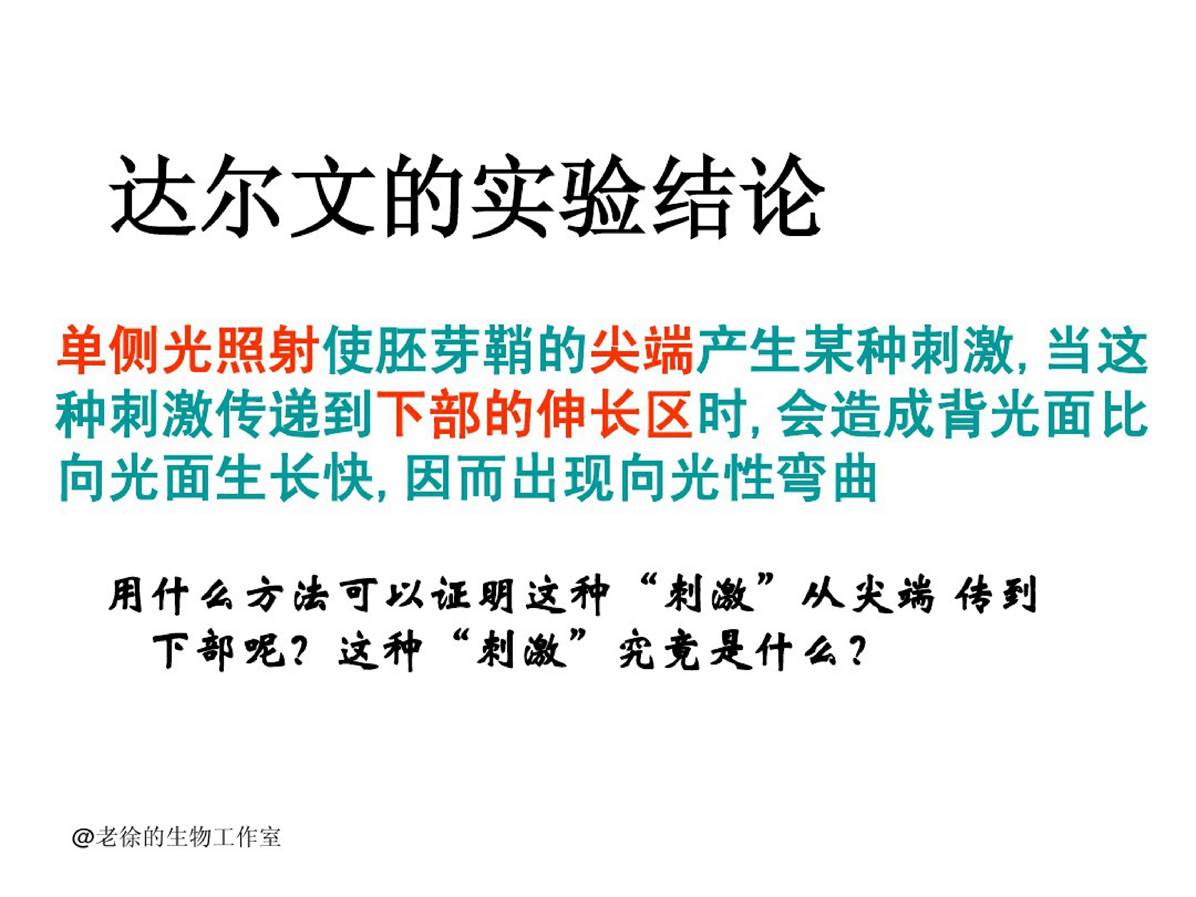 达尔文的实验结论
单侧光照射使胚芽鞘的尖端产生某种刺激,当这
种刺激传递到下部的伸长区时,会造成背光面比
向光面生长快,因而出现向光性弯曲
用什么方法可以证明这种“刺激”从尖端 传到
下部呢？这种“刺激”究竟是什么？
@老徐的生物工作室